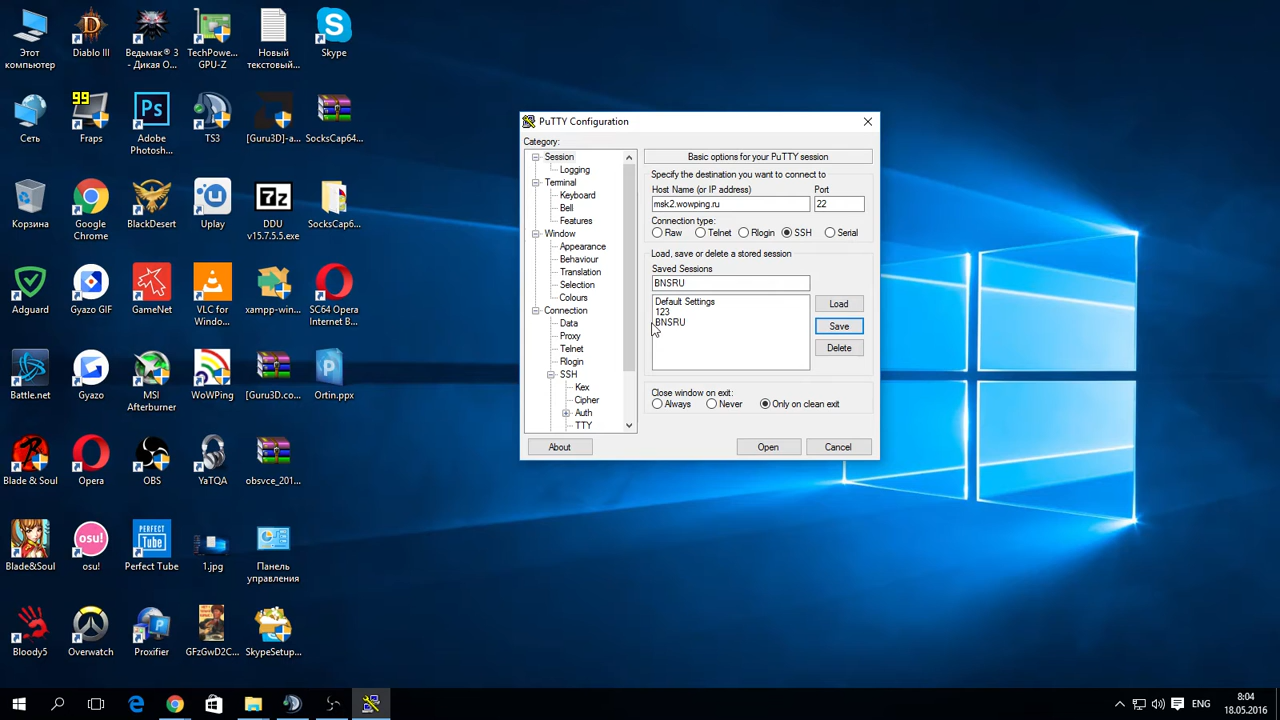 Этот компьютер
Diablo III
Ведьмак® 3 - Дикая О...
TechPowe... GPU-Z
Новый текстовый...
Skype
Сеть
99
Fraps
Ps
Adobe Photosh...
TS3
[Guru3D]-a...
SocksCap64...
Корзина
Google Chrome
BlackDesert
Uplay
7z
DDU v15.7.5.5.exe
SocksCap6...
Adguard
Gyazo GIF
GameNet
VLC for Windo...
xampp-win...
SC64 Opera Internet B...
Battle.net
Gyazo
MSI Afterburner
WoWPing
[Guru3D.co...
Ortin.ppx
Blade & Soul
Opera
OBS
YaTQA
obsvce_201...
Blade&Soul
osu!
osu!
PERFECT Tube
Perfect Tube
1.jpg
Панель управления
Bloody5
Overwatch
Proxifier
GFzGwD2C...
SkypeSetup...
PuTTY Configuration
Category:
Session
Logging
Terminal
Keyboard
Bell
Features
Window
Appearance
Behaviour
Translation
Selection
Colours
Connection
Data
Proxy
Telnet
Rlogin
SSH
Kex
Cipher
Auth
TTY
Basic options for your PuTTY session
Specify the destination you want to connect to
Host Name (or IP address) Port
msk2.wowping.ru 22
Connection type:
Raw Telnet Rlogin SSH Serial
Load, save or delete a stored session
Saved Sessions
BNSRU
Default Settings
123
BNSRU
Load
Save
Delete
Close window on exit:
Always Never Only on clean exit
About Open Cancel
ENG
8:04
18.05.2016